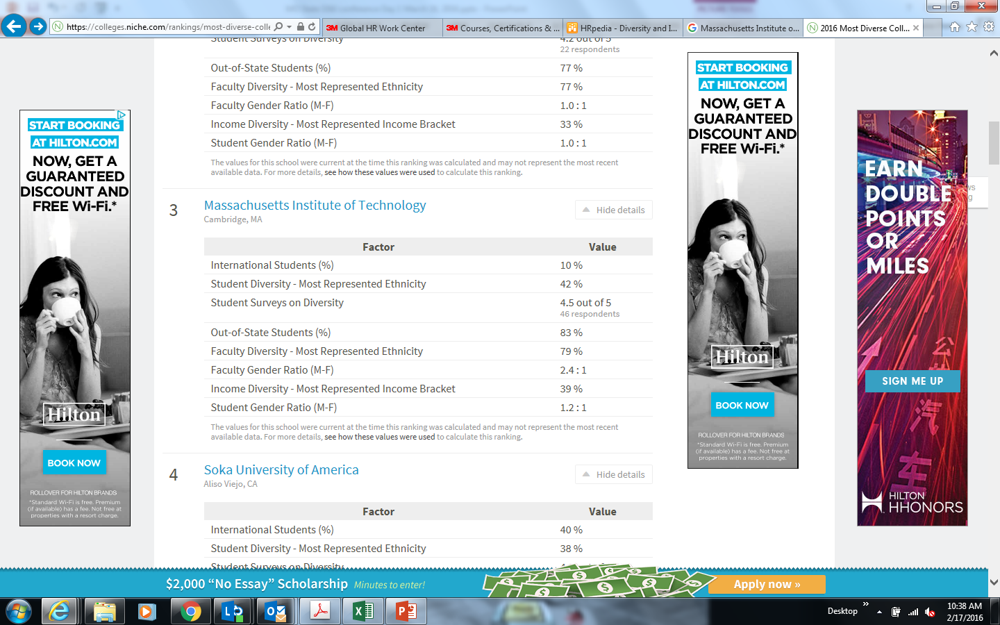 https://colleges.niche.com/rankings/most-diverse-colle
Global HR Work Center
Courses, Certifications & ...
HRpedia - Diversity and I...
Massachusetts Institute o...
2016 Most Diverse Coll...
Student Surveys on Diversity 4.2 out of 5
22 respondents
Out-of-State Students (%) 77 %
Faculty Diversity - Most Represented Ethnicity 77 %
Faculty Gender Ratio (M-F) 1.0 : 1
Income Diversity - Most Represented Income Bracket 33 %
Student Gender Ratio (M-F) 1.0 : 1
The values for this school were current at the time this ranking was calculated and may not represent the most recent
available data. For more details, see how these values were used to calculate this ranking.
3 Massachusetts Institute of Technology Hide details
Cambridge, MA
Factor Value
International Students (%) 10 %
Student Diversity - Most Represented Ethnicity 42 %
Student Surveys on Diversity 4.5 out of 5
46 respondents
Out-of-State Students (%) 83 %
Faculty Diversity - Most Represented Ethnicity 79 %
Faculty Gender Ratio (M-F) 2.4 : 1
Income Diversity - Most Represented Income Bracket 39 %
Student Gender Ratio (M-F) 1.2 : 1
The values for this school were current at the time this ranking was calculated and may not represent the most recent
available data. For more details, see how these values were used to calculate this ranking.
4 Soka University of America Hide details
Aliso Viejo, CA
Factor Value
International Students (%) 40 %
Student Diversity - Most Represented Ethnicity 38 %
Student Surveys on Diversity
START BOOKING
AT HILTON.COM
NOW, GET A
GUARANTEED
DISCOUNT AND
FREE Wi-Fi.*
Hilton
BOOK NOW
ROLLOVER FOR HILTON BRANDS
*Standard Wi-Fi is free. Premium
(if available) has a fee. Not free at
properties with a resort charge.
START BOOKING
AT HILTON.COM
NOW, GET A
GUARANTEED
DISCOUNT AND
FREE Wi-Fi.*
Hilton
BOOK NOW
ROLLOVER FOR HILTON BRANDS
*Standard Wi-Fi is free. Premium
(if available) has a fee. Not free at
properties with a resort charge.
EARN
DOUBLE
POINTS
OR
MILES
公
SIGN ME UP
汽
车
HILTON
HHONORS
$2,000 “No Essay” Scholarship Minutes to enter! Apply now »
Desktop
10:38 AM
2/17/2016